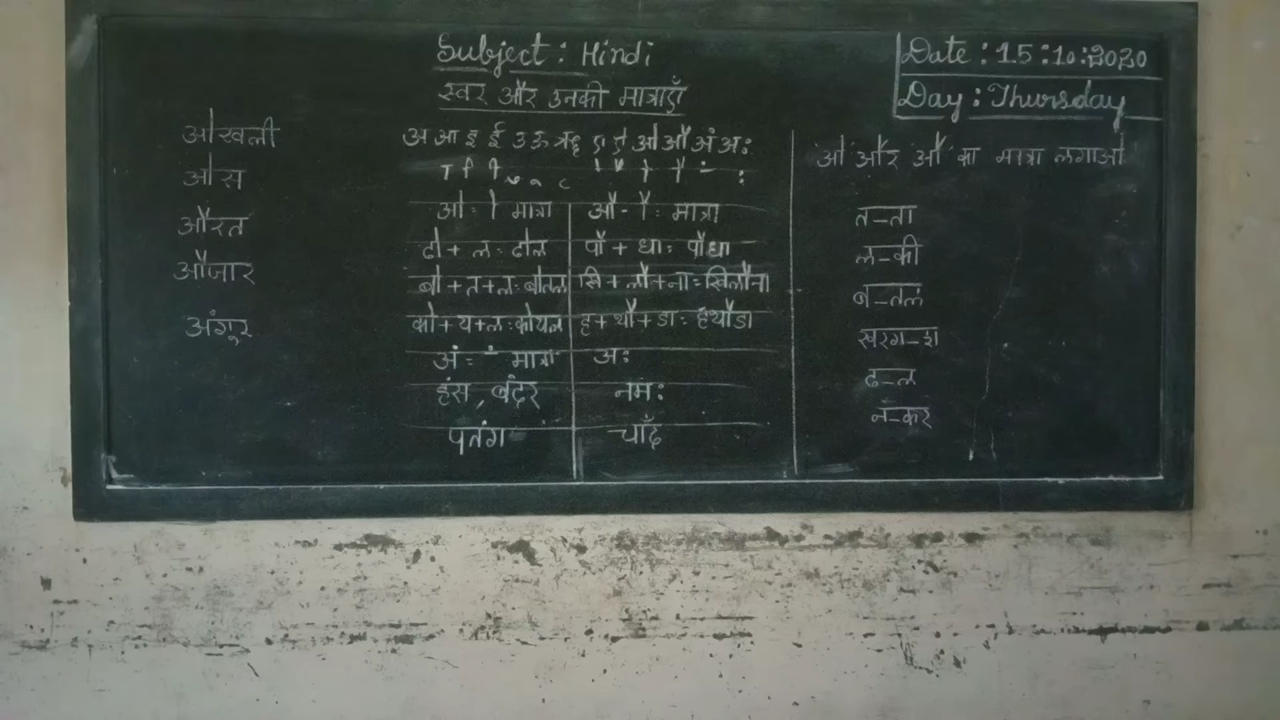 Subject : Hindi
स्वर और उनकी मात्राएँ
Date : 15:10:2020
Day : Thursday
ओखली
ओस
औरत
औजार
अंगूर
अ आ इ ई उ ऊ ऋ ए ऐ ओ औ अं अः
ा ि ी ु ू ृ े ै ो ौ ं ः
ओ = ो मात्रा
औ - ौ = मात्रा
ढो + ल = ढोल
पौ + धा = पौधा
बो + त + ल = बोतल
खि + लौ + ना = खिलौना
को + य + ल = कोयल
ह + थौ + डा = हथौडा
अं = ं मात्रा
अः
हंस , बंदर
नमः
पतंग
चाँद
ओ और औ का मात्रा लगाओ
त-ता
ल-की
ब-तल
खरग-श
ढ-ल
न-कर